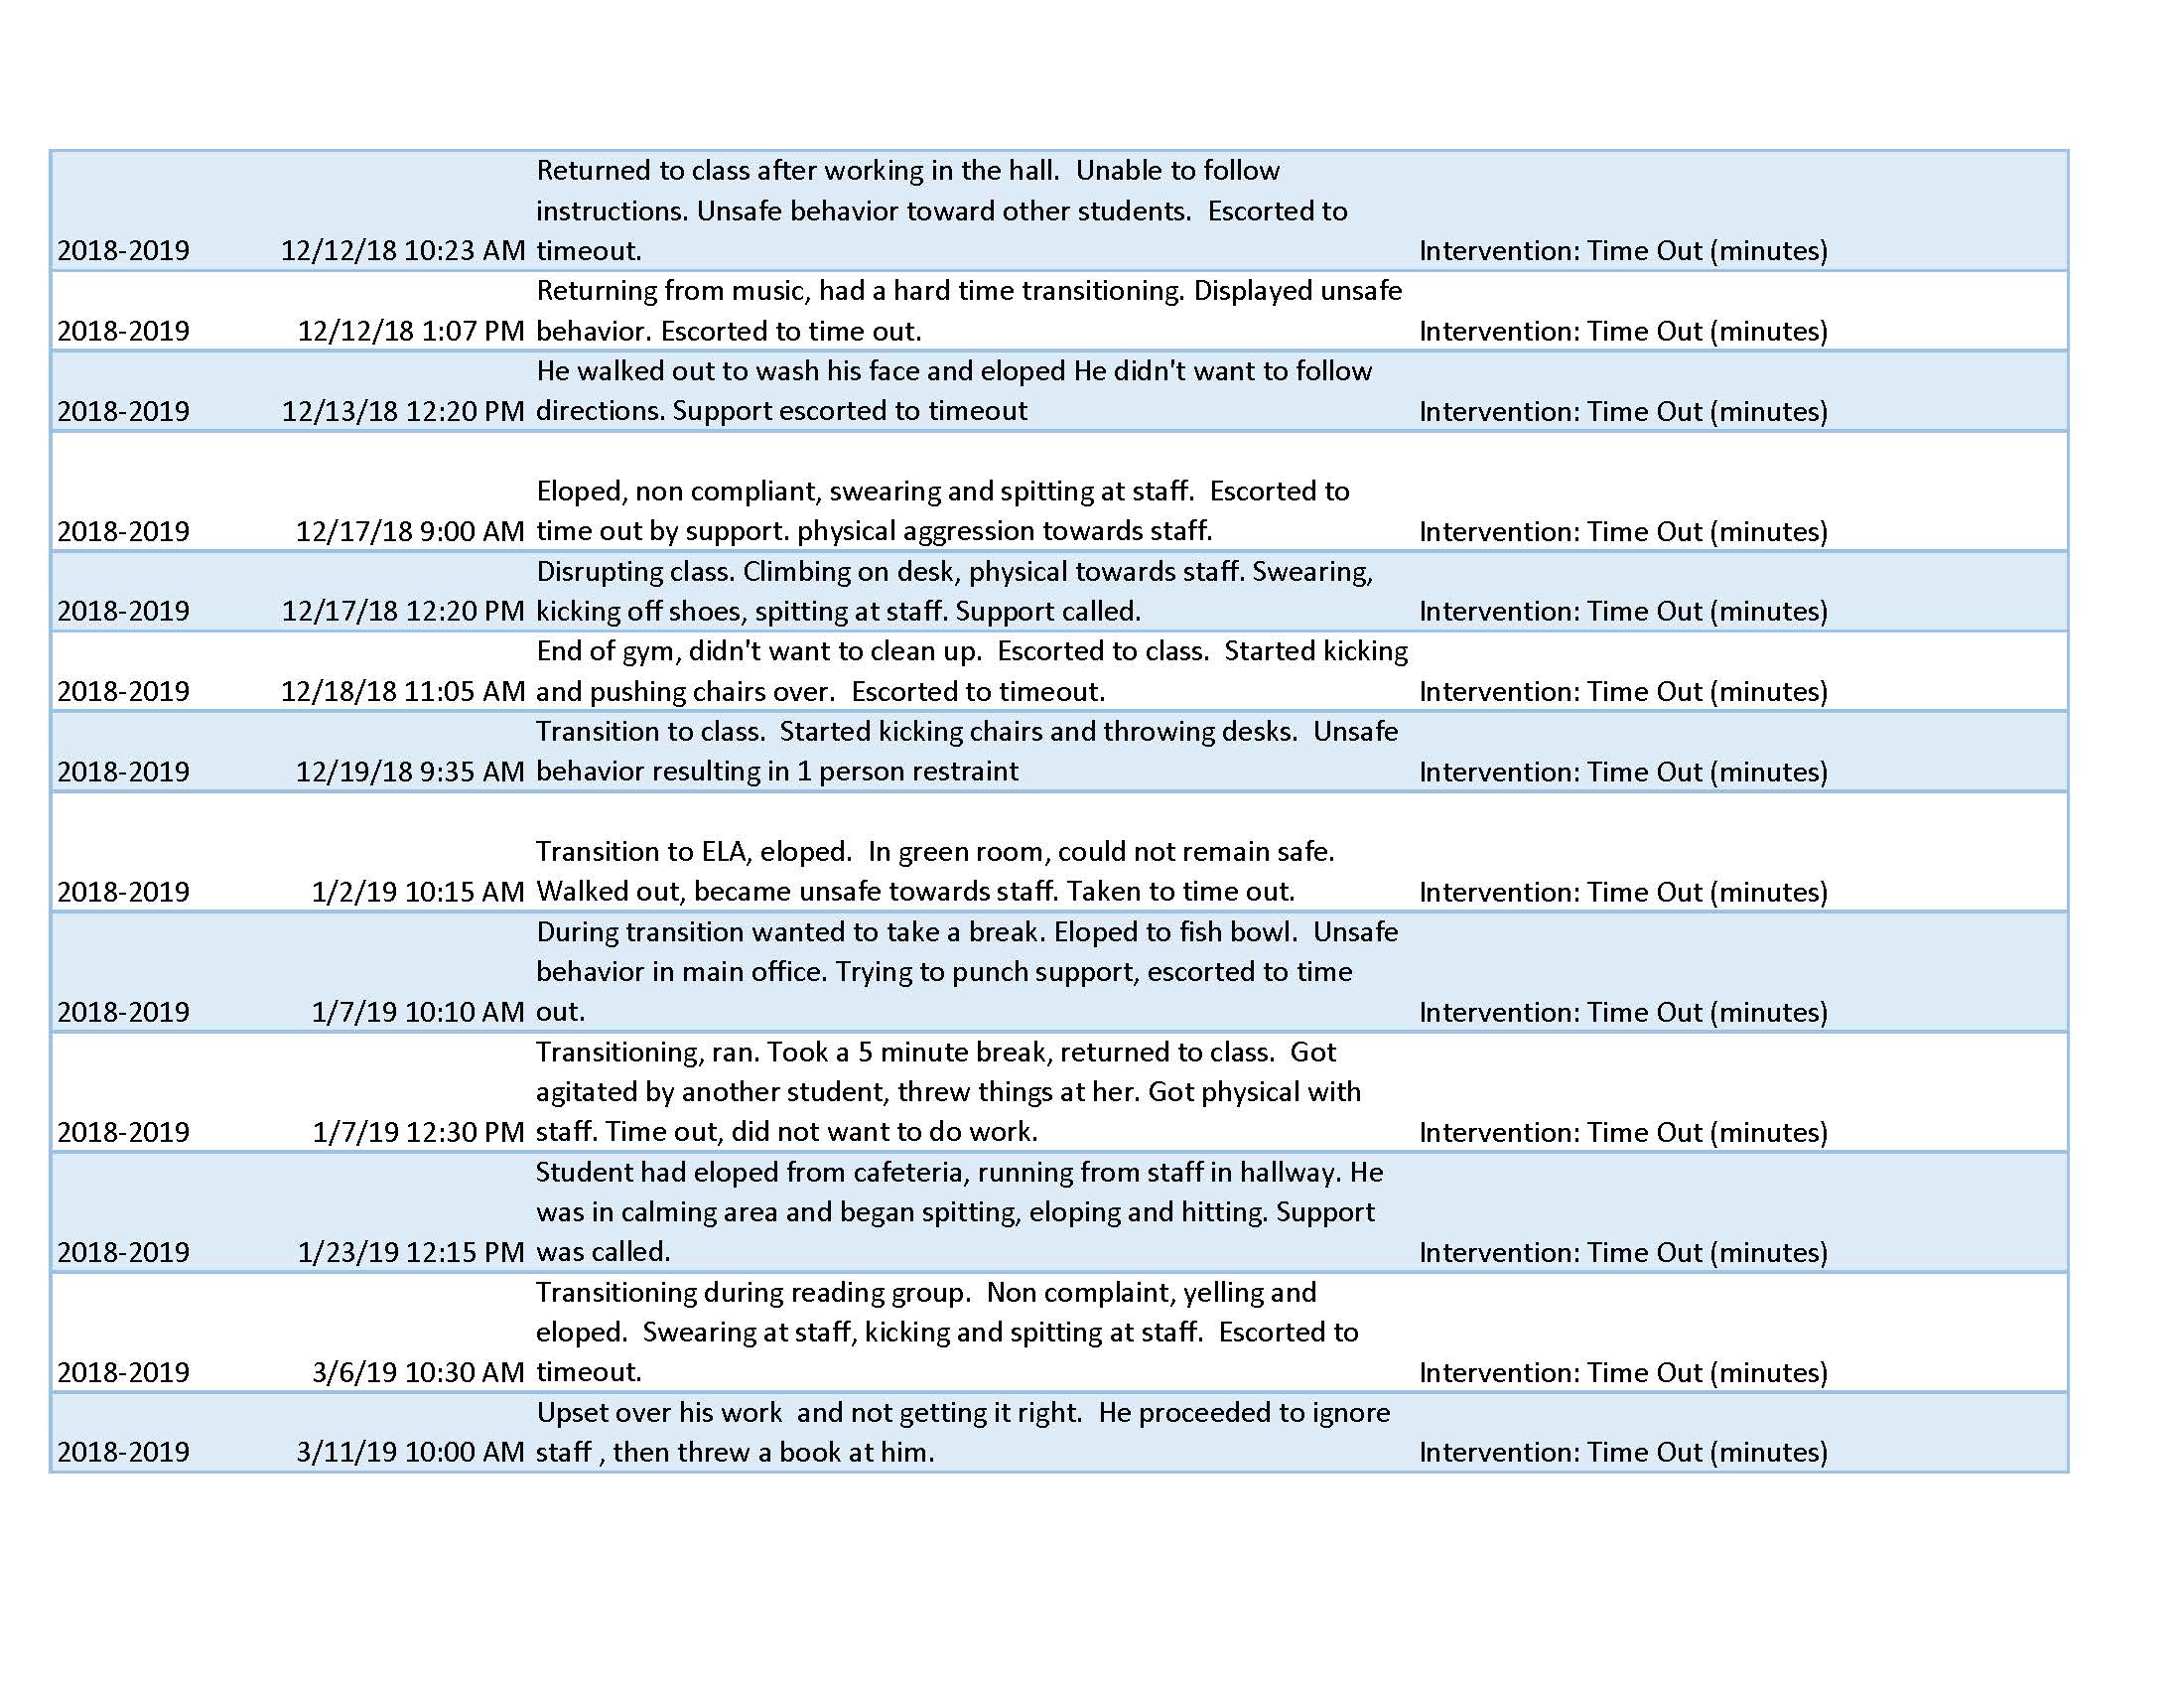 Returned to class after working in the hall.  Unable to follow
instructions. Unsafe behavior toward other students.  Escorted to
2018-2019 12/12/18 10:23 AM timeout. Intervention: Time Out (minutes)
Returning from music, had a hard time transitioning. Displayed unsafe
2018-2019 12/12/18 1:07 PM behavior. Escorted to time out. Intervention: Time Out (minutes)
He walked out to wash his face and eloped He didn't want to follow
2018-2019 12/13/18 12:20 PM directions. Support escorted to timeout Intervention: Time Out (minutes)
Eloped, non compliant, swearing and spitting at staff.  Escorted to
2018-2019 12/17/18 9:00 AM time out by support. physical aggression towards staff. Intervention: Time Out (minutes)
Disrupting class. Climbing on desk, physical towards staff. Swearing,
2018-2019 12/17/18 12:20 PM kicking off shoes, spitting at staff. Support called. Intervention: Time Out (minutes)
End of gym, didn't want to clean up.  Escorted to class.  Started kicking
2018-2019 12/18/18 11:05 AM and pushing chairs over.  Escorted to timeout. Intervention: Time Out (minutes)
Transition to class.  Started kicking chairs and throwing desks.  Unsafe
2018-2019 12/19/18 9:35 AM behavior resulting in 1 person restraint Intervention: Time Out (minutes)
Transition to ELA, eloped.  In green room, could not remain safe.
2018-2019 1/2/19 10:15 AM Walked out, became unsafe towards staff. Taken to time out. Intervention: Time Out (minutes)
During transition wanted to take a break. Eloped to fish bowl.  Unsafe
behavior in main office. Trying to punch support, escorted to time
2018-2019 1/7/19 10:10 AM out. Intervention: Time Out (minutes)
Transitioning, ran. Took a 5 minute break, returned to class.  Got
agitated by another student, threw things at her. Got physical with
2018-2019 1/7/19 12:30 PM staff. Time out, did not want to do work. Intervention: Time Out (minutes)
Student had eloped from cafeteria, running from staff in hallway. He
was in calming area and began spitting, eloping and hitting. Support
2018-2019 1/23/19 12:15 PM was called. Intervention: Time Out (minutes)
Transitioning during reading group.  Non complaint, yelling and
eloped.  Swearing at staff, kicking and spitting at staff.  Escorted to
2018-2019 3/6/19 10:30 AM timeout. Intervention: Time Out (minutes)
Upset over his work  and not getting it right.  He proceeded to ignore
2018-2019 3/11/19 10:00 AM staff , then threw a book at him. Intervention: Time Out (minutes)